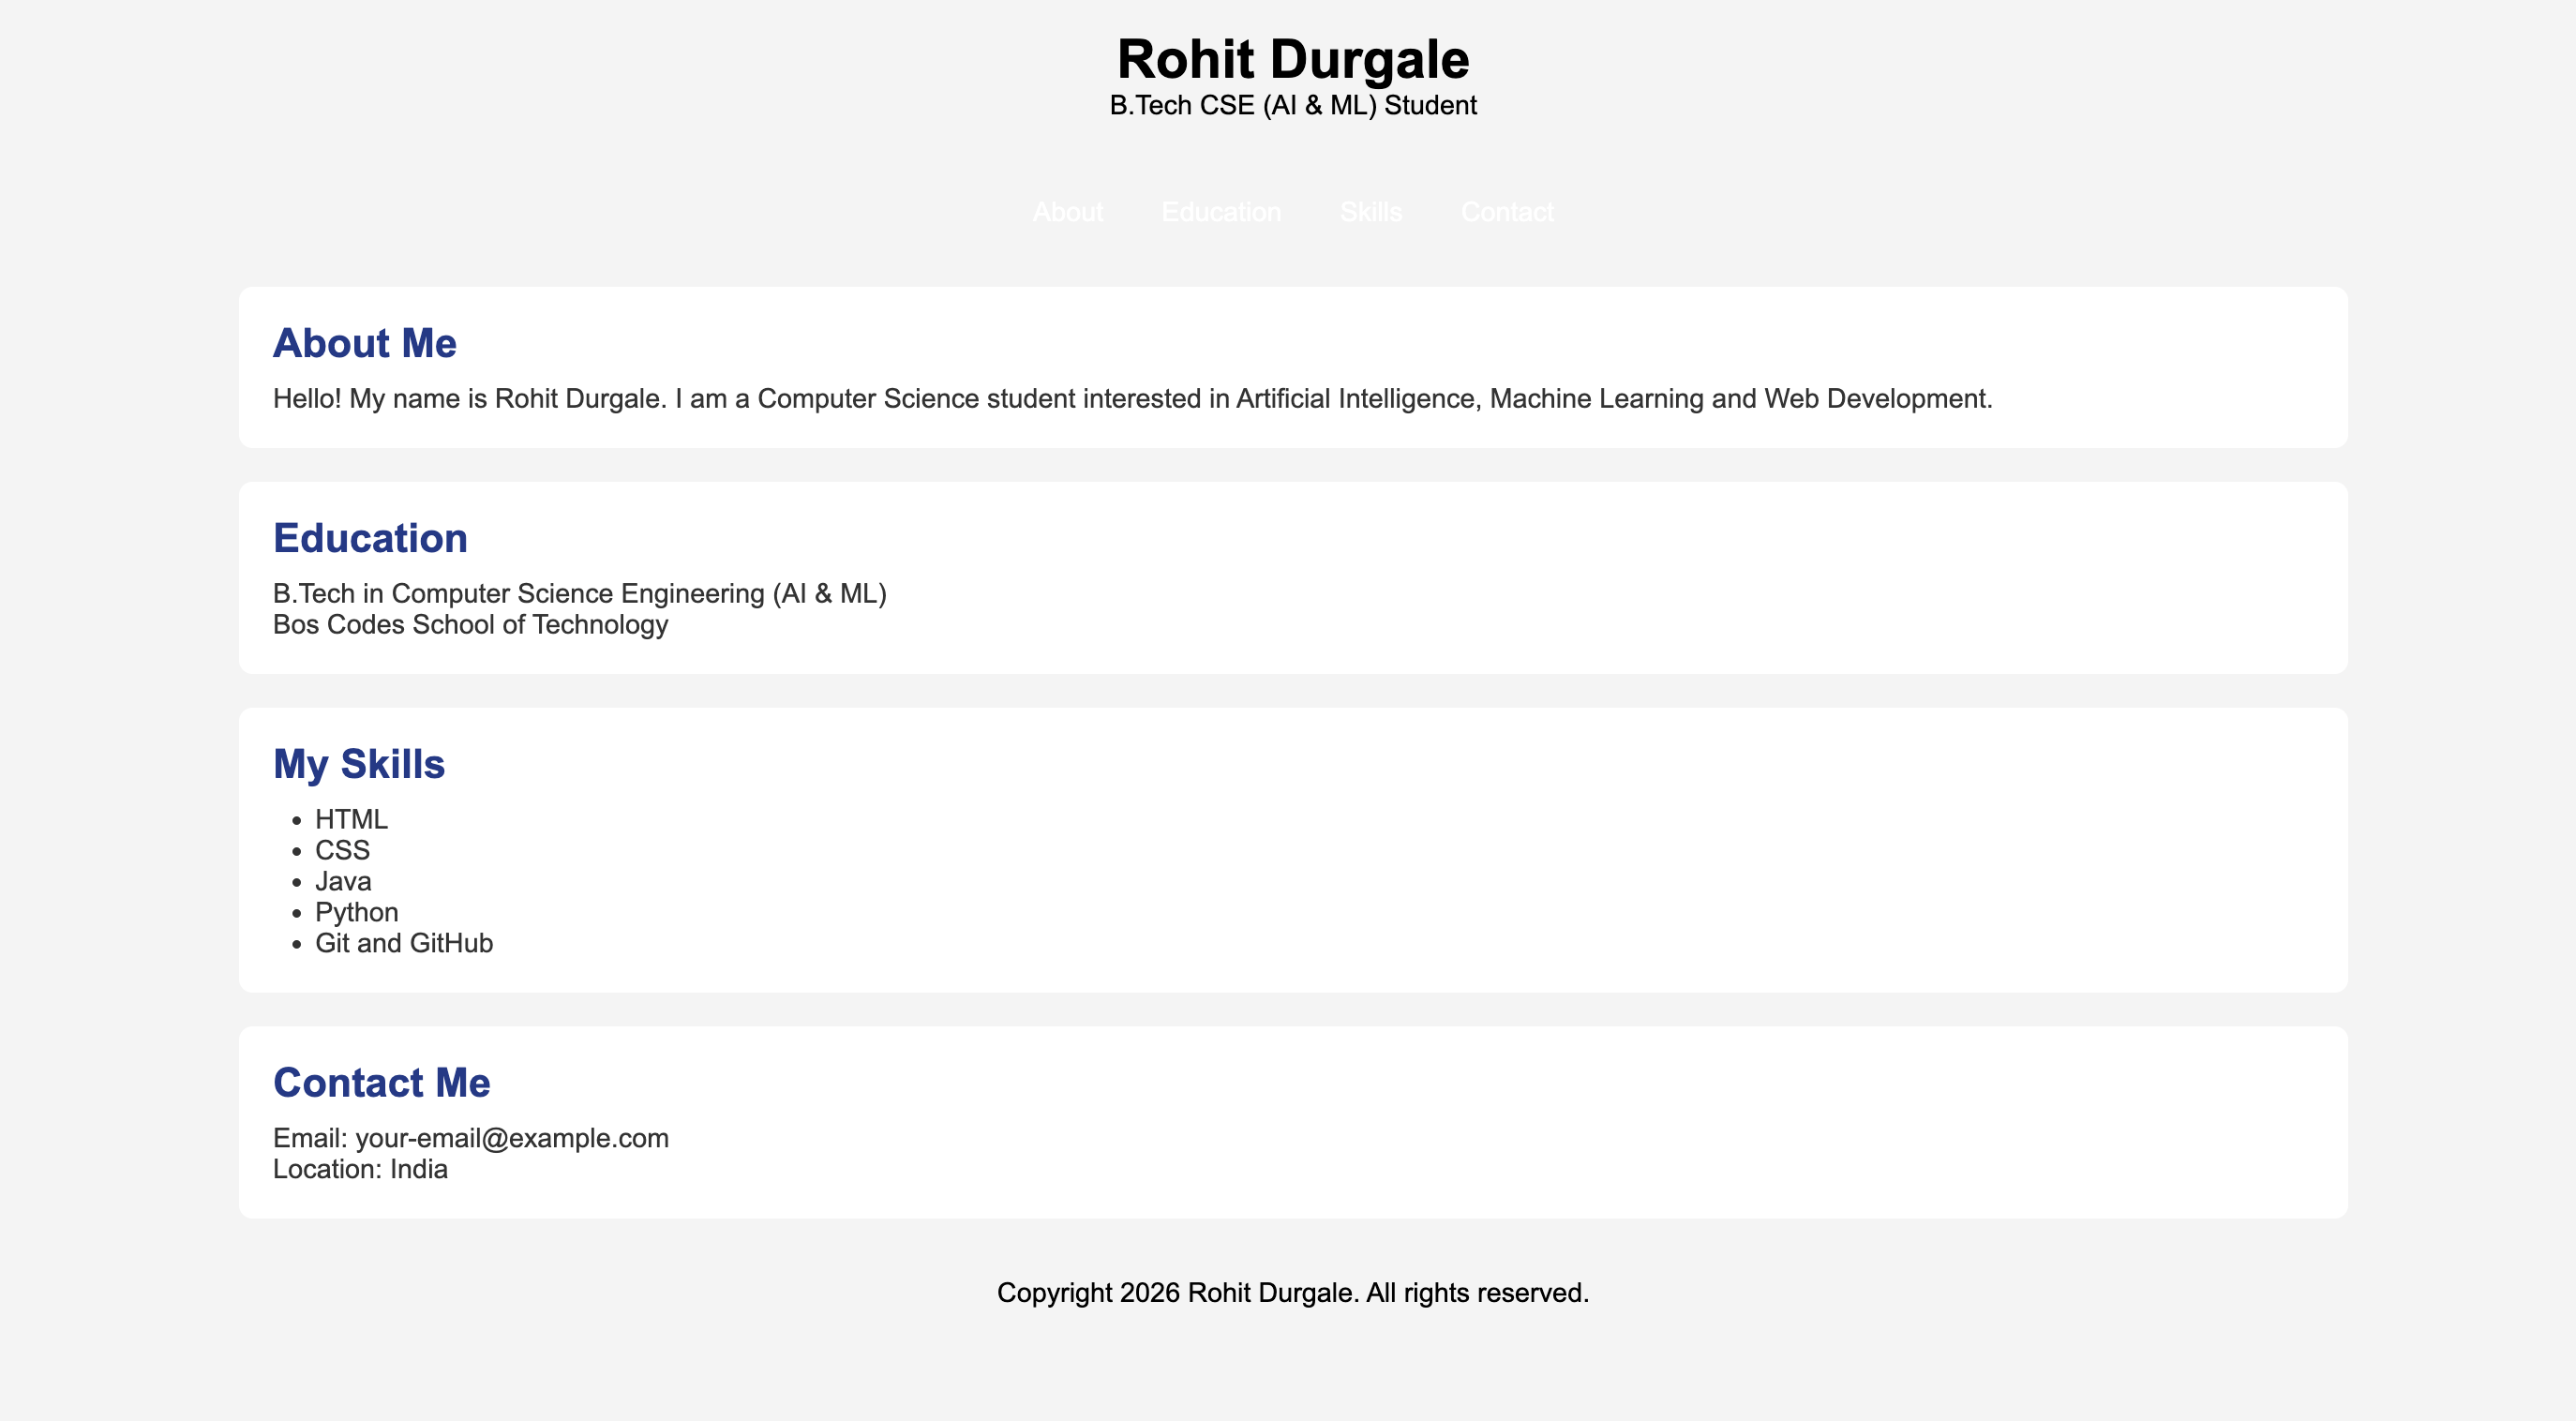 Rohit Durgale
B.Tech CSE (AI & ML) Student
About Education Skills Contact
About Me
Hello! My name is Rohit Durgale. I am a Computer Science student interested in Artificial Intelligence, Machine Learning and Web Development.
Education
B.Tech in Computer Science Engineering (AI & ML)
Bos Codes School of Technology
My Skills
• HTML
• CSS
• Java
• Python
• Git and GitHub
Contact Me
Email: your-email@example.com
Location: India
Copyright 2026 Rohit Durgale. All rights reserved.